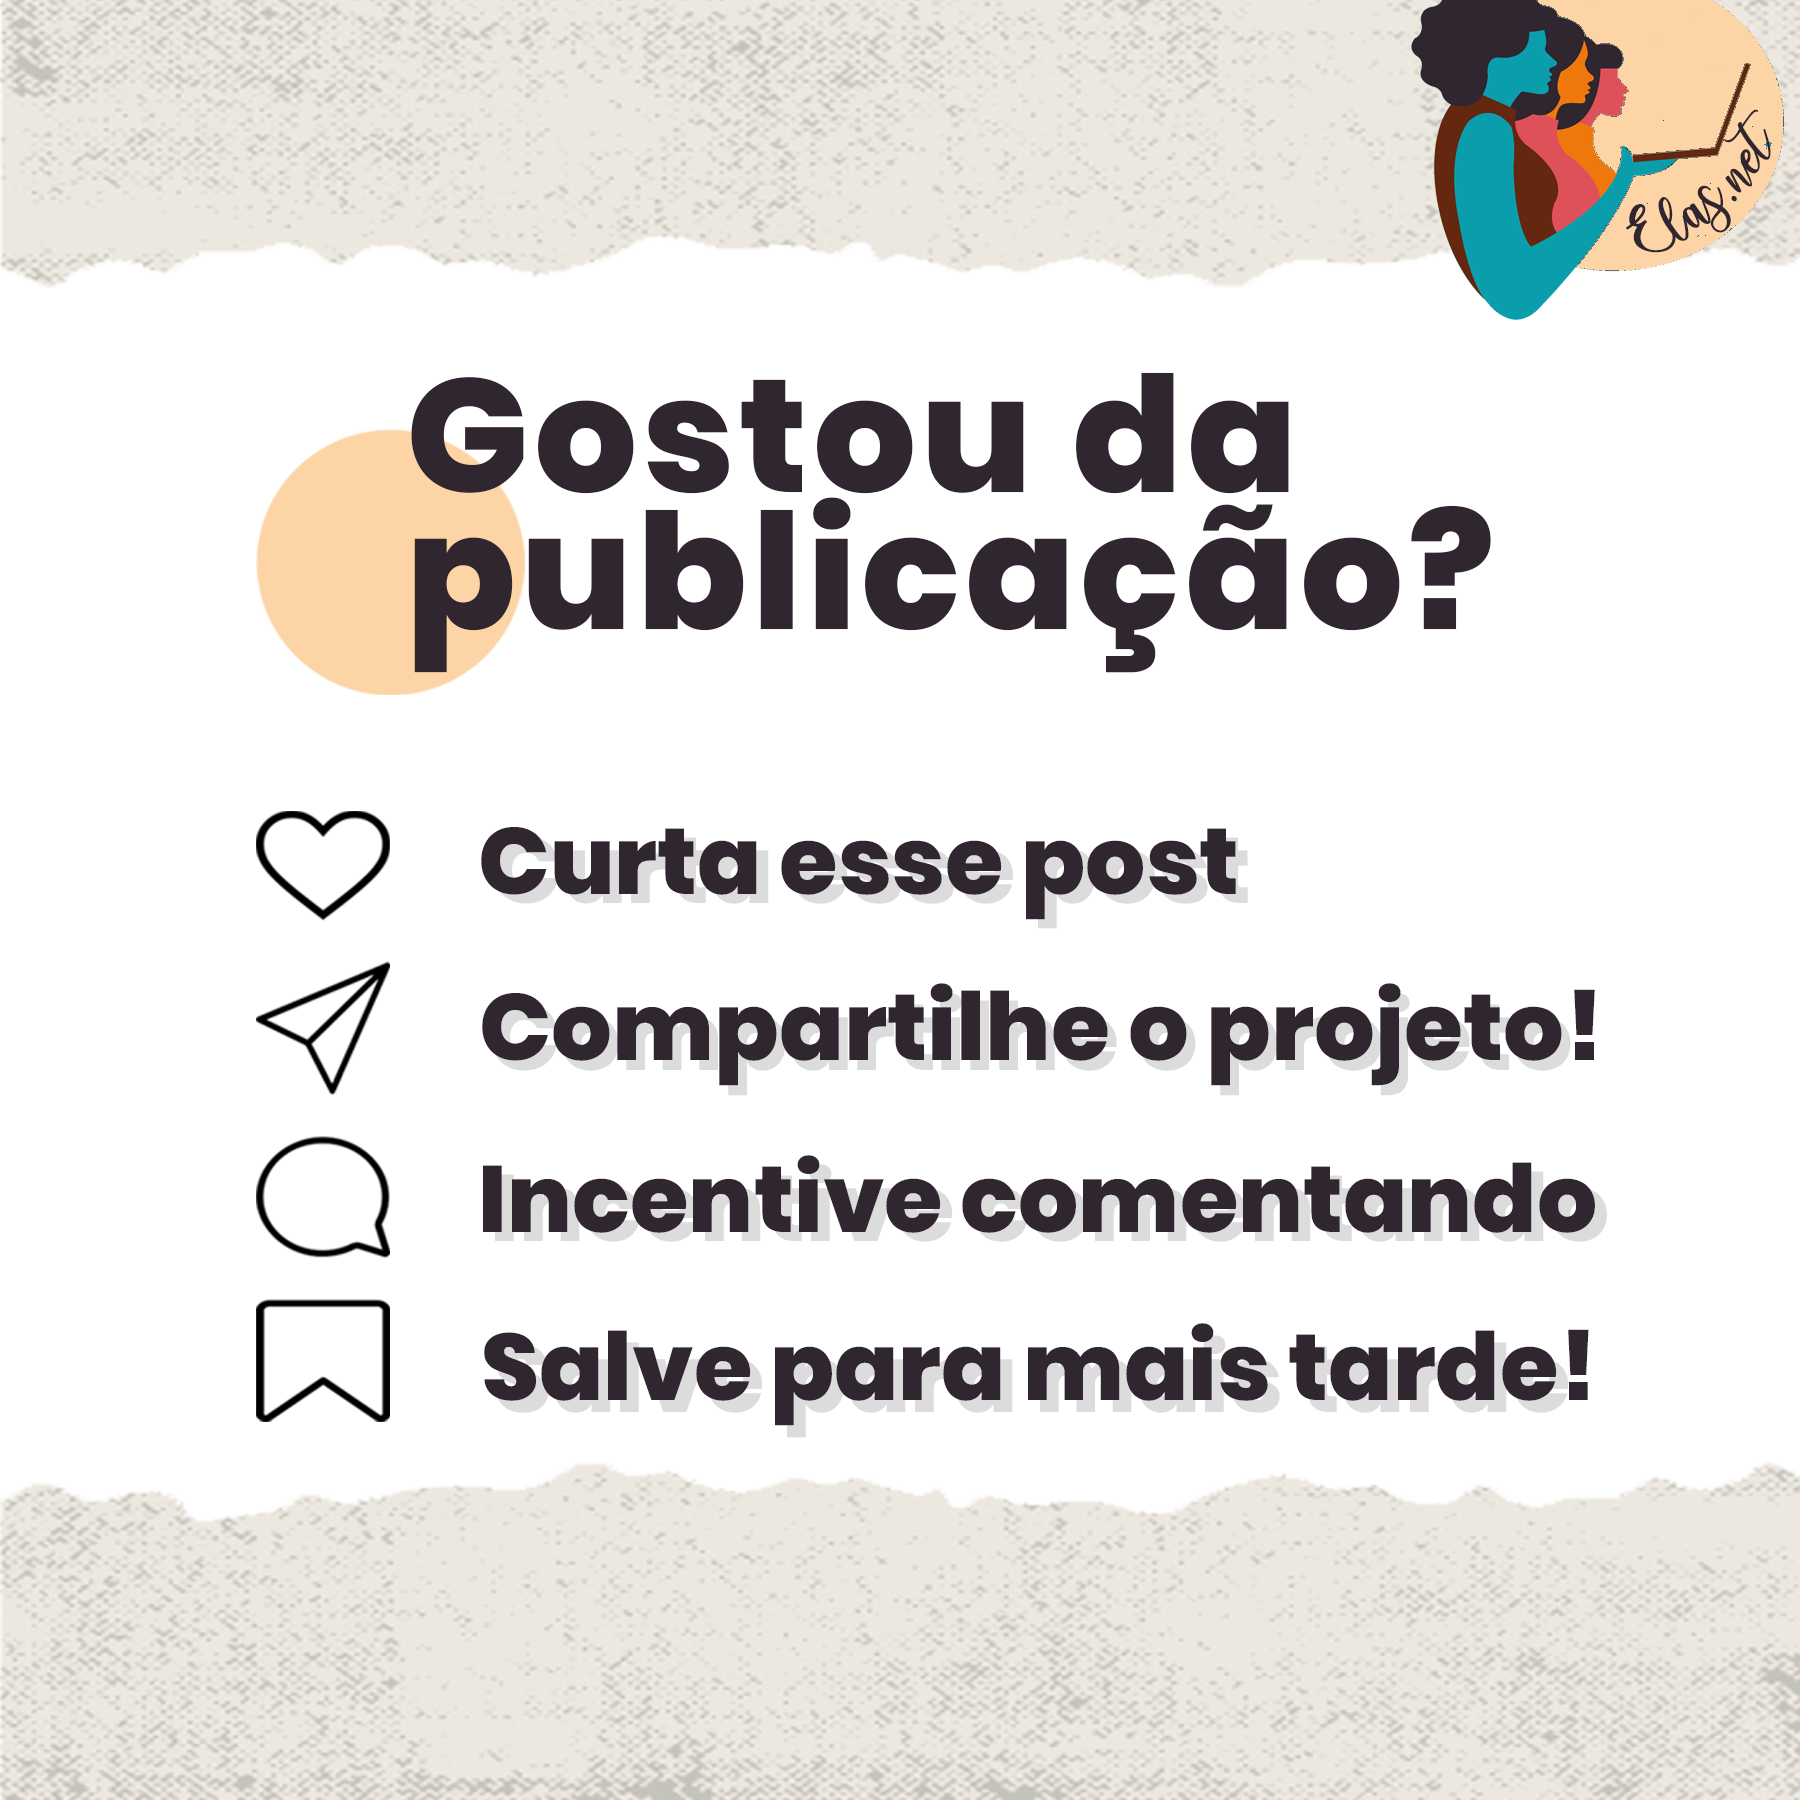 Elas.net
Gostou da
publicação?
Curta esse post
Compartilhe o projeto!
Incentive comentando
Salve para mais tarde!